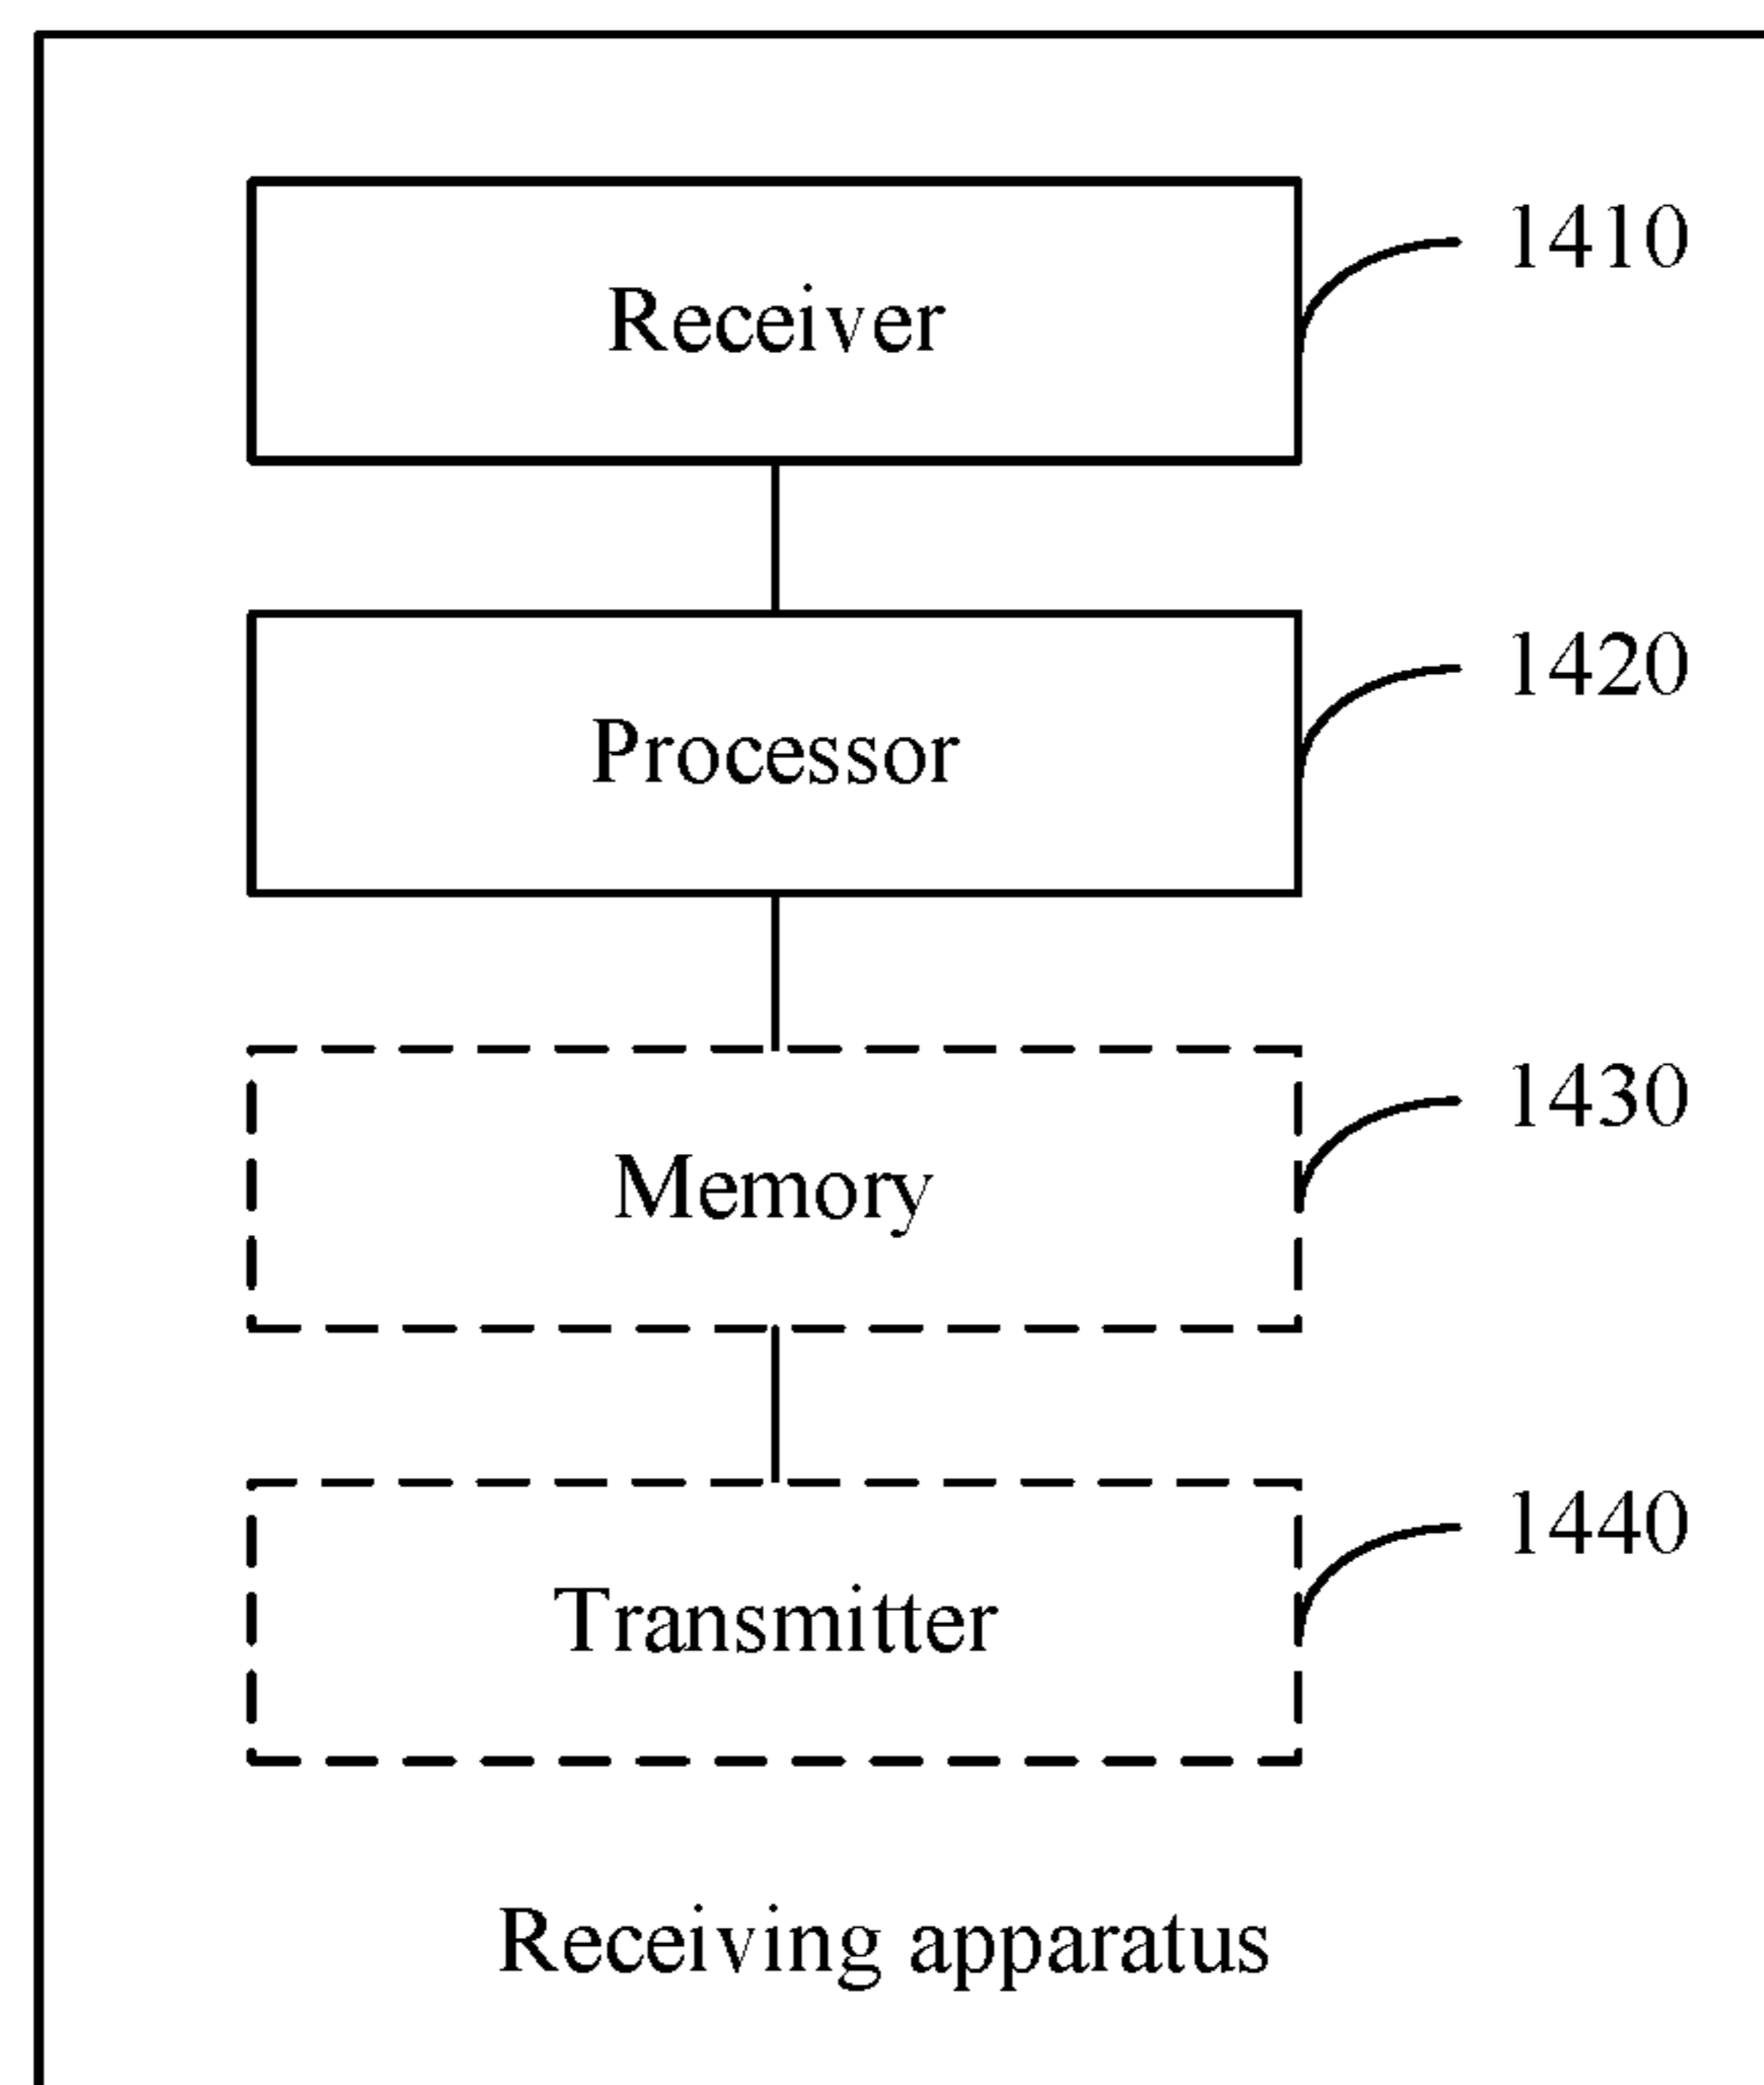 1410
Receiver
1420
Processor
1430
Memory
1440
Transmitter
Receiving apparatus